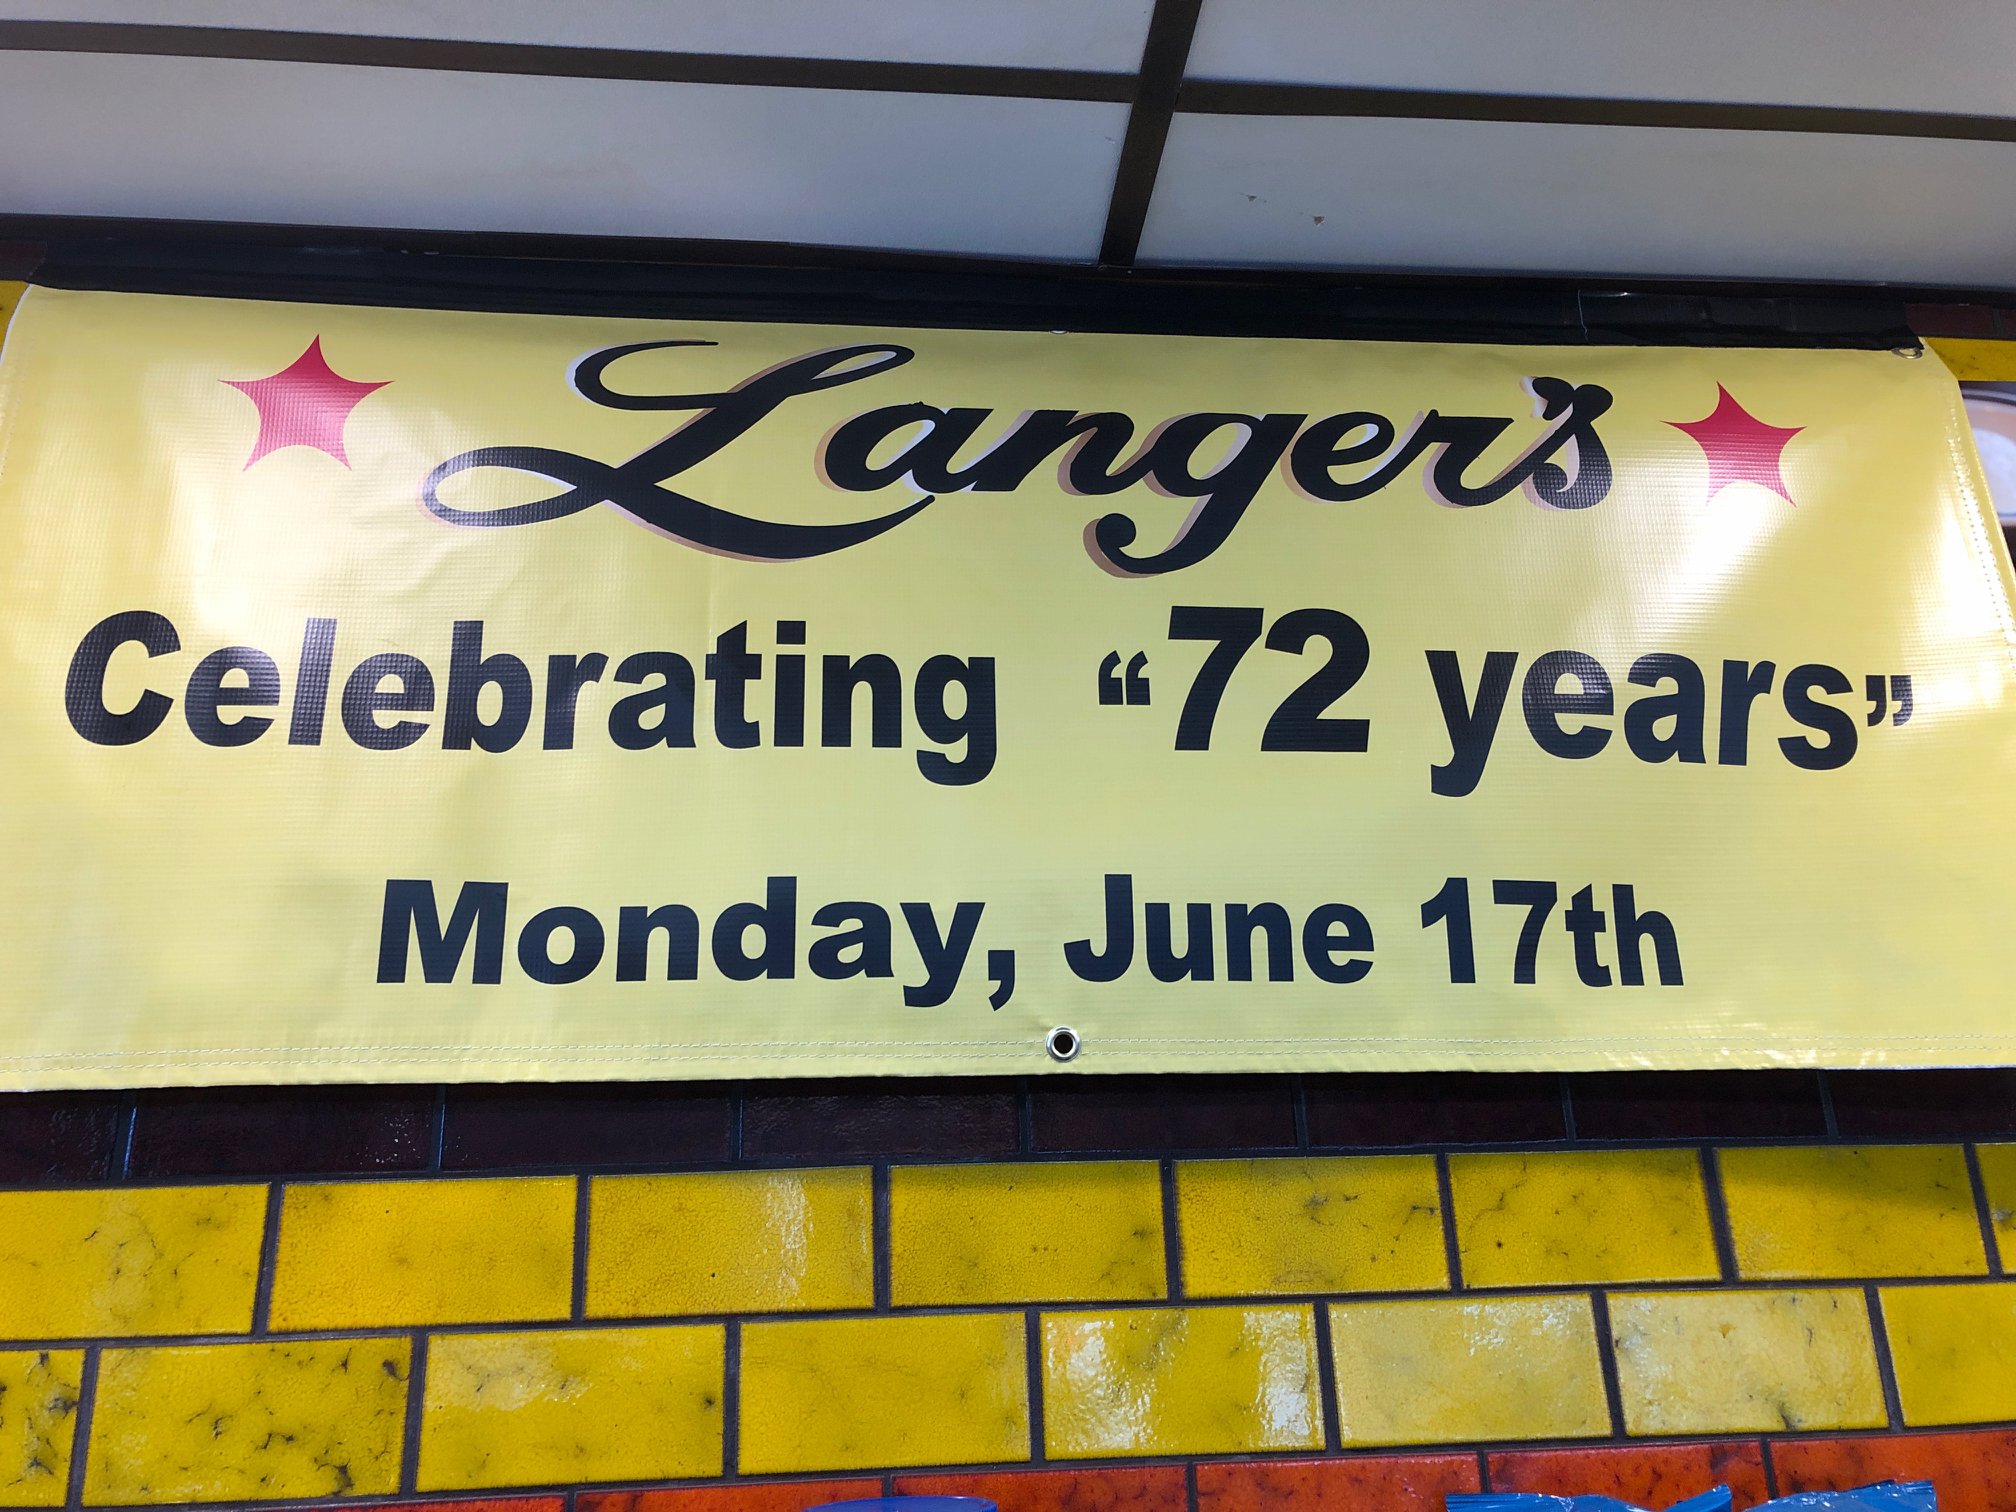 Langer's
Celebrating “72 years”
Monday, June 17th